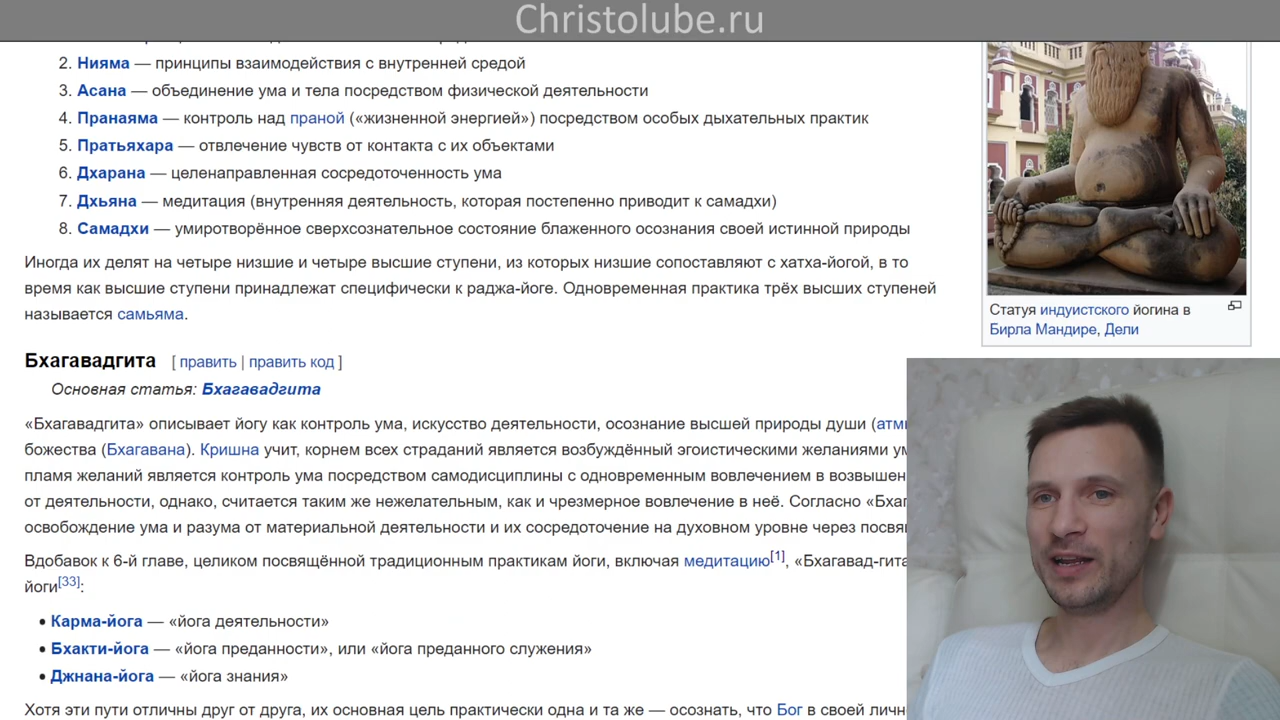 Christolube.ru
2. Нияма — принципы взаимодействия с внутренней средой
3. Асана — объединение ума и тела посредством физической деятельности
4. Пранаяма — контроль над праной («жизненной энергией») посредством особых дыхательных практик
5. Пратьяхара — отвлечение чувств от контакта с их объектами
6. Дхарана — целенаправленная сосредоточенность ума
7. Дхьяна — медитация (внутренняя деятельность, которая постепенно приводит к самадхи)
8. Самадхи — умиротворённое сверхсознательное состояние блаженного осознания своей истинной природы
Иногда их делят на четыре низшие и четыре высшие ступени, из которых низшие сопоставляют с хатха-йогой, в то
время как высшие ступени принадлежат специфически к раджа-йоге. Одновременная практика трёх высших ступеней
называется самьяма.
Статуя индуистского йогина в
Бирла Мандире, Дели
Бхагавадгита [ править | править код ]
Основная статья: Бхагавадгита
«Бхагавадгита» описывает йогу как контроль ума, искусство деятельности, осознание высшей природы души (
божества (Бхагавана). Кришна учит, корнем всех страданий является возбуждённый эгоистическими желаниями
пламя желаний является контроль ума посредством самодисциплины с одновременным вовлечением в
от деятельности, однако, считается таким же нежелательным, как и чрезмерное вовлечение в неё. Согласно
освобождение ума и разума от материальной деятельности и их сосредоточение на духовном уровне через
Вдобавок к 6-й главе, целиком посвящённой традиционным практикам йоги, включая медитацию[1],
йоги[33]:
• Карма-йога — «йога деятельности»
• Бхакти-йога — «йога преданности», или «йога преданного служения»
• Джнана-йога — «йога знания»
Хотя эти пути отличны друг от друга, их основная цель практически одна и та же — осознать, что Бог в своей